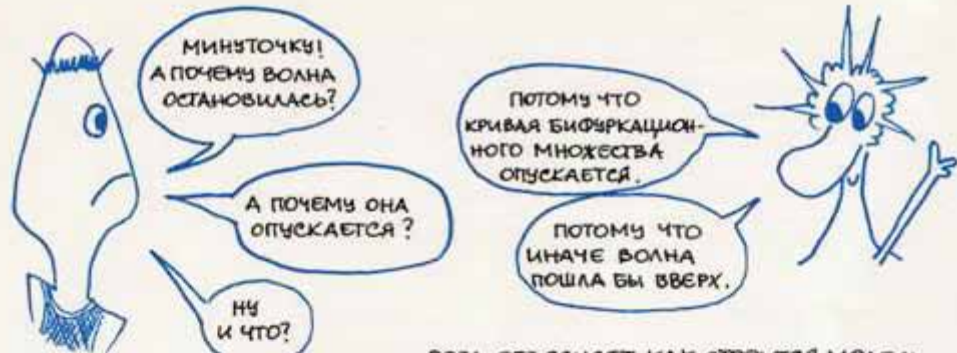 МИНУТОЧКУ!
А ПОЧЕМУ ВОЛНА
ОСТАНОВИЛАСЬ?
ПОТОМУ ЧТО
КРИВАЯ БИФУРКАЦИОН-
НОГО МНОЖЕСТВА
ОПУСКАЕТСЯ.
А ПОЧЕМУ ОНА
ОПУСКАЕТСЯ?
ПОТОМУ ЧТО
ИНАЧЕ ВОЛНА
ПОШЛА БЫ ВВЕРХ.
НУ
И ЧТО?